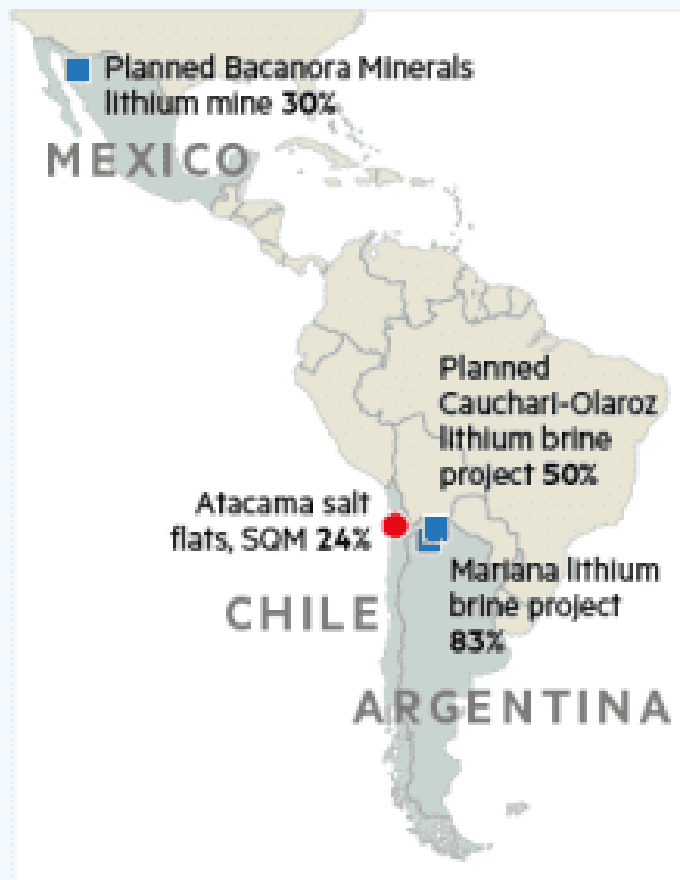 Planned Bacanora Minerals
lithium mine 30%
MEXICO
Planned
Cauchari-Olaroz
lithium brine
project 50%
Atacama salt
flats, SQM 24%
Mariana lithium
brine project
83%
CHILE
ARGENTINA